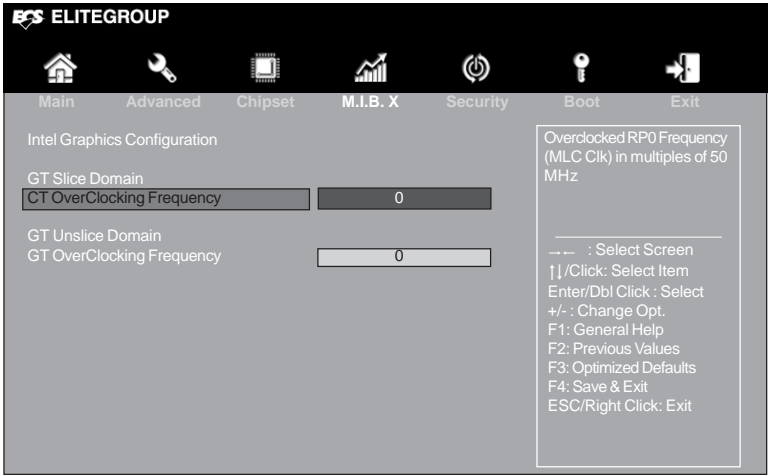 ECS ELITEGROUP
Main Advanced Chipset M.I.B. X Security Boot Exit
Intel Graphics Configuration
GT Slice Domain
CT OverClocking Frequency 0
GT Unslice Domain
GT OverClocking Frequency 0
Overclocked RP0 Frequency
(MLC Clk) in multiples of 50
MHz
→← : Select Screen
↑↓/Click: Select Item
Enter/Dbl Click : Select
+/- : Change Opt.
F1: General Help
F2: Previous Values
F3: Optimized Defaults
F4: Save & Exit
ESC/Right Click: Exit